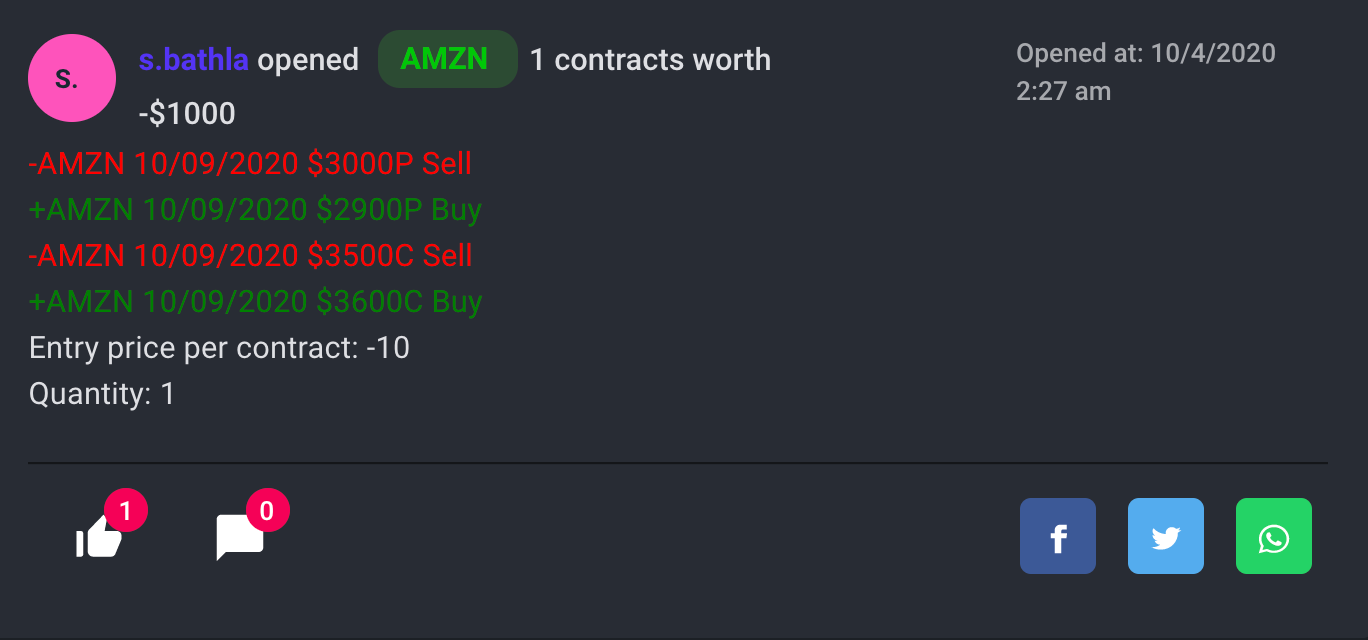 S.
s.bathla opened AMZN 1 contracts worth
-$1000
Opened at: 10/4/2020
2:27 am
-AMZN 10/09/2020 $3000P Sell
+AMZN 10/09/2020 $2900P Buy
-AMZN 10/09/2020 $3500C Sell
+AMZN 10/09/2020 $3600C Buy
Entry price per contract: -10
Quantity: 1
1
0